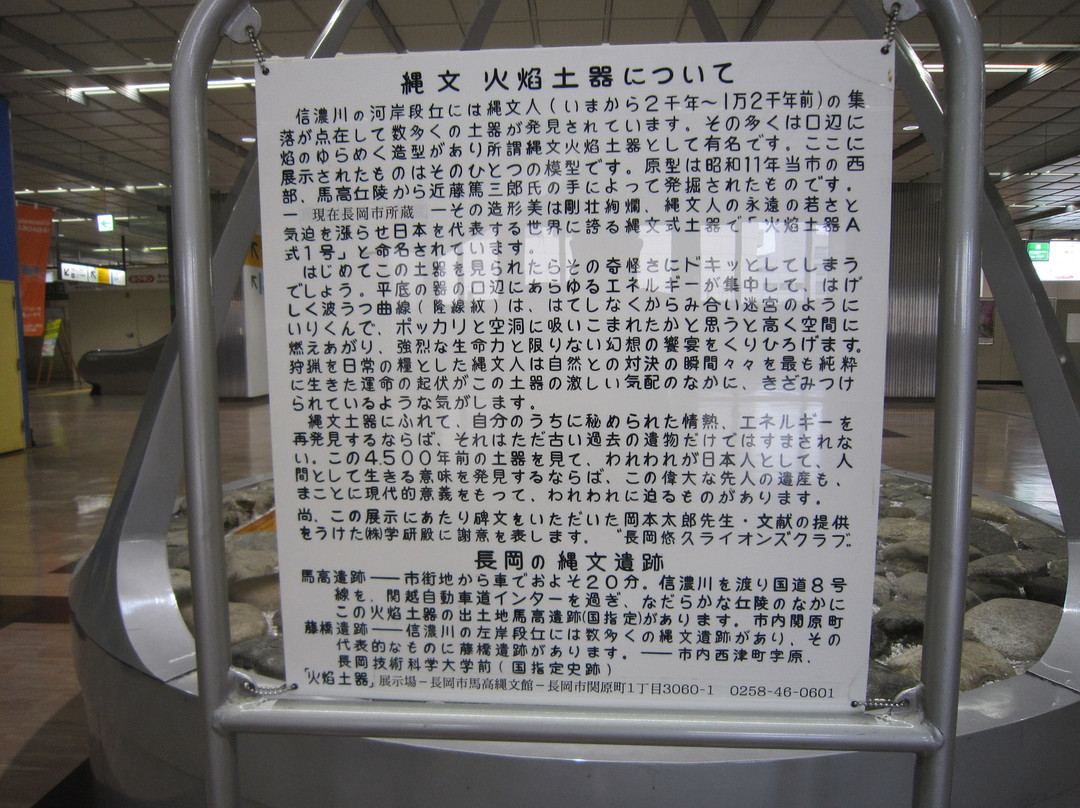 縄文 火焰土器について
信濃川の河岸段丘には縄文人(いまから2千年〜1万2千年前)の集
落が点在して数多くの土器が発見されています。その多くは口辺に
焰のゆらめく造型があり所謂縄文火焰土器として有名です。ここに
展示されたものはそのひとつの模型です。原型は昭和11年当市の西
部、馬高丘陵から近藤篤三郎氏の手によって発掘されたものです。
ー 現在長岡市所蔵 ーその造形美は剛壮絢爛、縄文人の永遠の若さと
気迫を漲らせ日本を代表する世界に誇る縄文式土器で「火焰土器A
式1号」と命名されています。
はじめてこの土器を見られたらその奇怪さにドキッとしてしまう
でしょう。平底の器の口辺にあらゆるエネルギーが集中して、はげ
しく波うつ曲線(隆線紋)は、はてしなくからみ合い迷宮のように
いりくんで、ポッカリと空洞に吸いこまれたかと思うと高く空間に
燃えあがり、強烈な生命力と限りない幻想の饗宴をくりひろげます。
狩猟を日常の糧とした縄文人は自然との対決の瞬間々々を最も純粋
に生きた運命の起伏がこの土器の激しい気配のなかに、きざみつけ
られているような気がします。
縄文土器にふれて、自分のうちに秘められた情熱、エネルギーを
再発見するならば、それはただ古い過去の遺物だけではすまされな
い。この4,500年前の土器を見て、われわれが日本人として、人
間として生きる意味を発見するならば、この偉大な先人の遺産も、
まことに現代的意義をもって、われわれに迫るものがあります。
尚、この展示にあたり碑文をいただいた岡本太郎先生・文献の提供
をうけた㈱学研殿に謝意を表します。 “長岡悠久ライオンズクラブ”
長岡の縄文遺跡
馬高遺跡 ── 市街地から車でおよそ20分。信濃川を渡り国道8号
線を、関越自動車道インターを過ぎ、なだらかな丘陵のなかに
この火焰土器の出土地馬高遺跡(国指定)があります。市内関原町
藤橋遺跡 ── 信濃川の左岸段丘には数多くの縄文遺跡があり、その
代表的なものに藤橋遺跡があります。── 市内西津町字原、
長岡技術科学大学前(国指定史跡)
「火焰土器」展示場－長岡市馬高縄文館－長岡市関原町1丁目3060-1 0258-46-0601